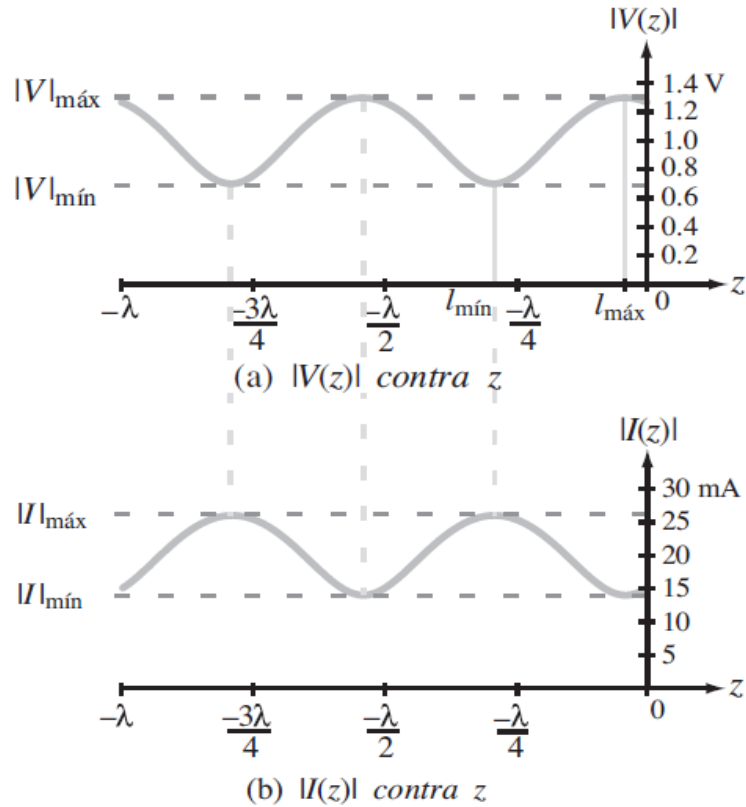 |V(z)|
|V|máx
1.4 V
1.2
1.0
|V|mín
0.8
0.6
0.4
0.2
−λ
−3λ/4
−λ/2
lmín
−λ/4
lmáx
0
z
(a) |V(z)| contra z
|I(z)|
30 mA
|I|máx
25
20
|I|mín
15
10
5
−λ
−3λ/4
−λ/2
−λ/4
0
z
(b) |I(z)| contra z